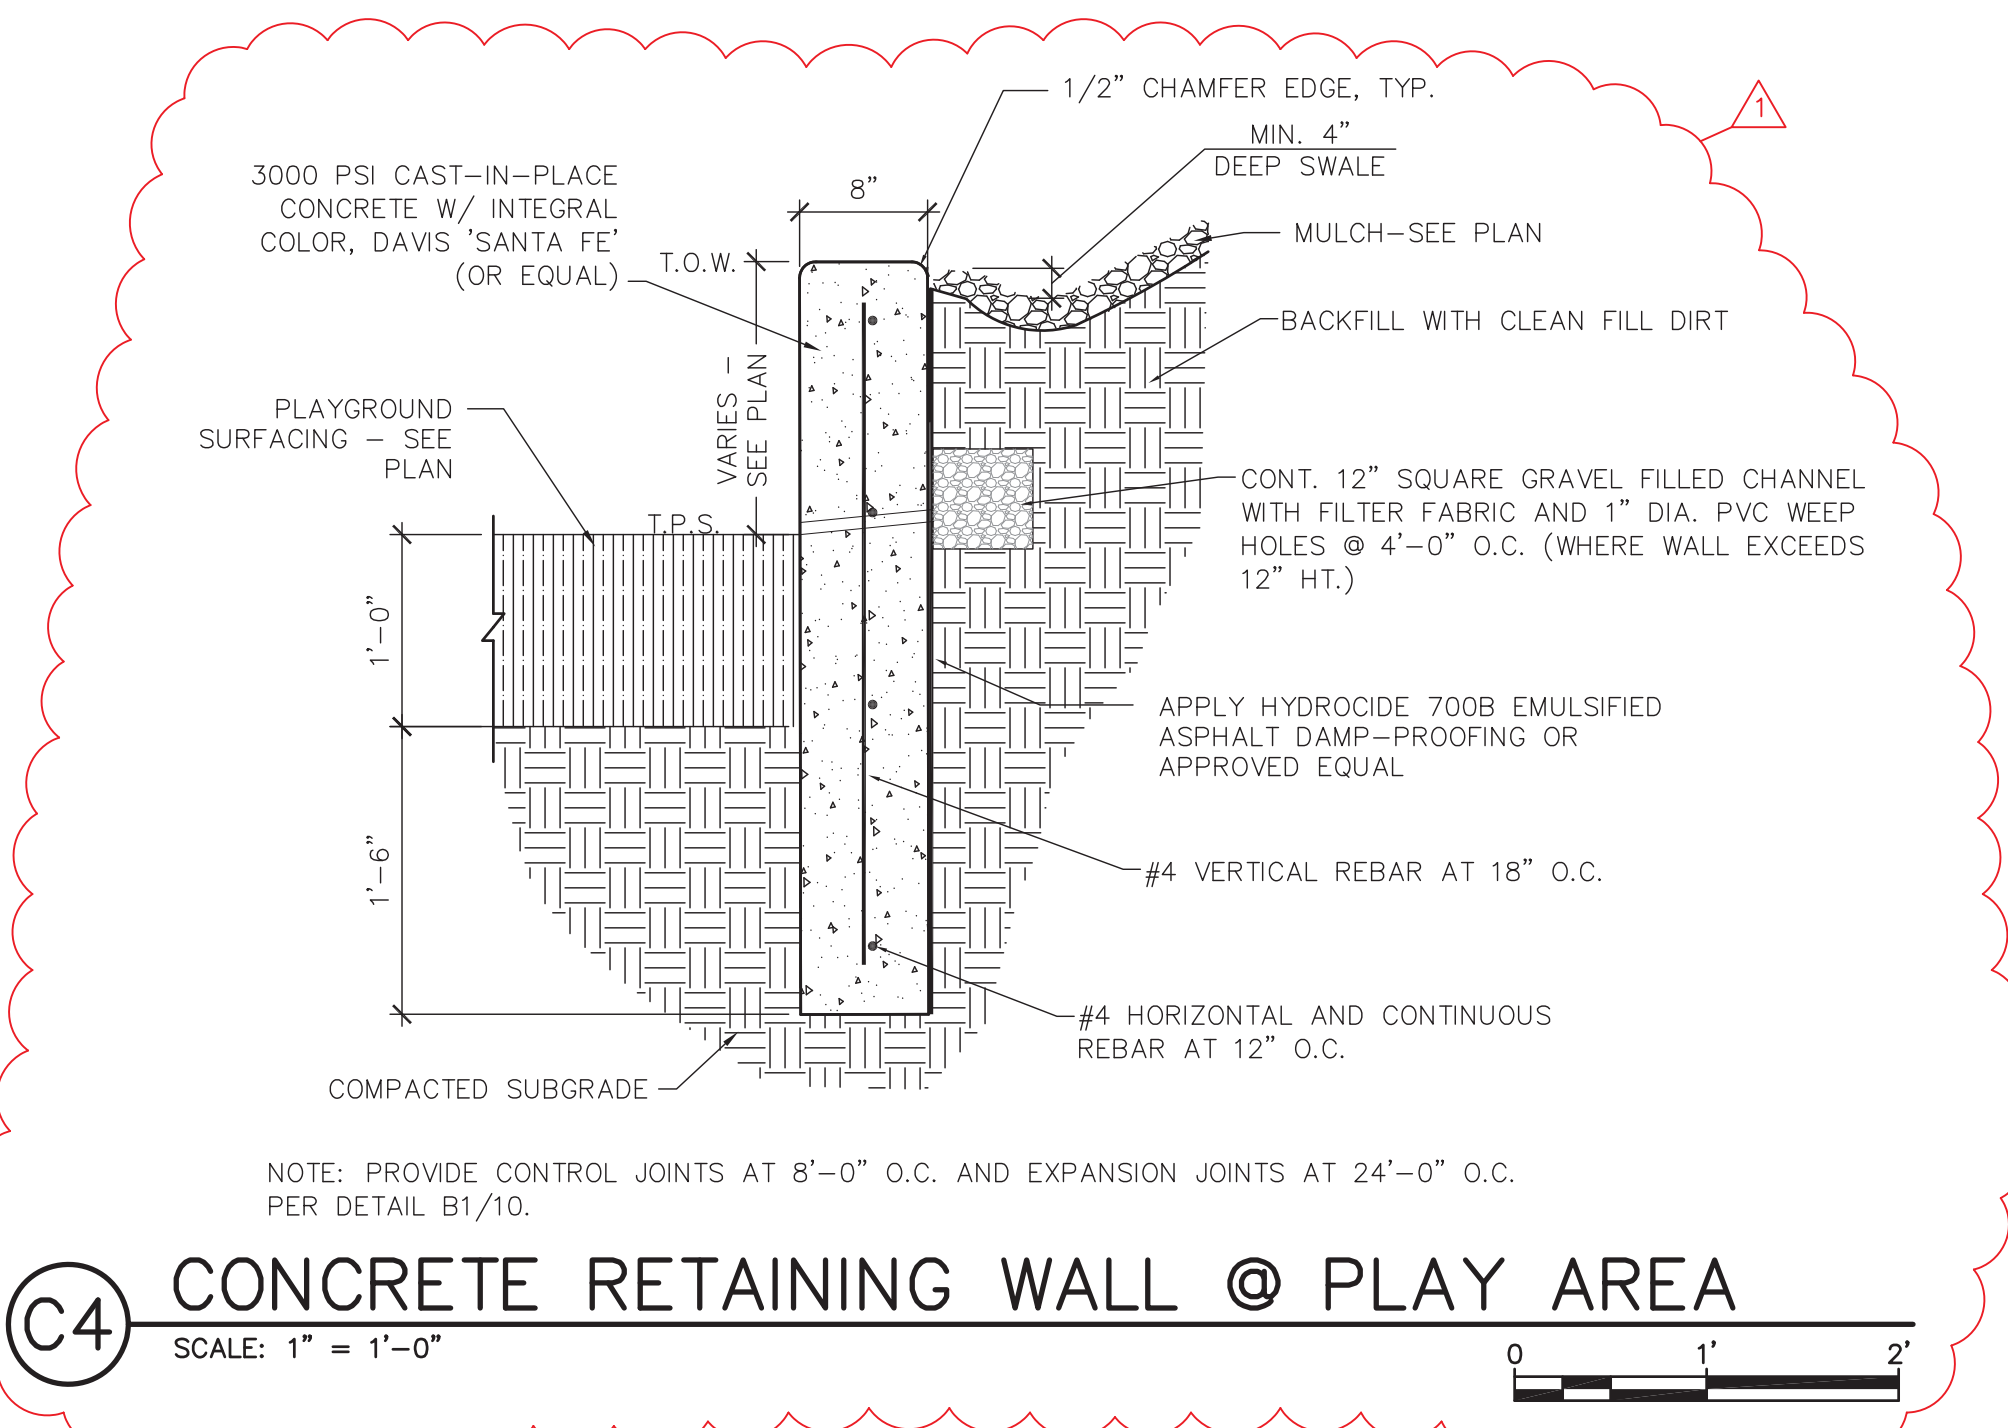 1/2” CHAMFER EDGE, TYP.
1
MIN. 4”
DEEP SWALE
3000 PSI CAST-IN-PLACE
CONCRETE W/ INTEGRAL
COLOR, DAVIS 'SANTA FE'
(OR EQUAL)
8”
T.O.W.
MULCH-SEE PLAN
BACKFILL WITH CLEAN FILL DIRT
VARIES -
SEE PLAN
PLAYGROUND
SURFACING - SEE
PLAN
CONT. 12” SQUARE GRAVEL FILLED CHANNEL
WITH FILTER FABRIC AND 1” DIA. PVC WEEP
HOLES @ 4'-0” O.C. (WHERE WALL EXCEEDS
12” HT.)
T.P.S.
1'-0”
APPLY HYDROCIDE 700B EMULSIFIED
ASPHALT DAMP-PROOFING OR
APPROVED EQUAL
1'-6”
#4 VERTICAL REBAR AT 18” O.C.
#4 HORIZONTAL AND CONTINUOUS
REBAR AT 12” O.C.
COMPACTED SUBGRADE
NOTE: PROVIDE CONTROL JOINTS AT 8'-0” O.C. AND EXPANSION JOINTS AT 24'-0” O.C.
PER DETAIL B1/10.
C4
CONCRETE RETAINING WALL @ PLAY AREA
SCALE: 1” = 1'-0”
0 1' 2'